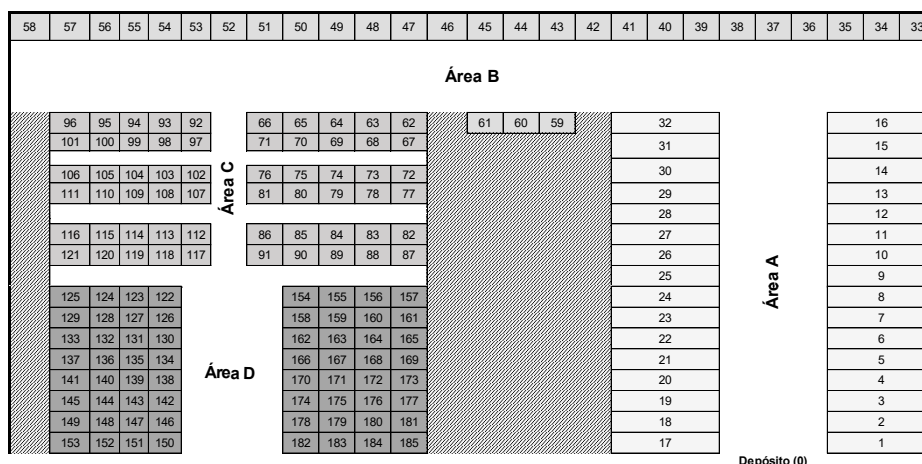 58 57 56 55 54 53 52 51 50 49 48 47 46 45 44 43 42 41 40 39 38 37 36 35 34 33
Área B
96 95 94 93 92 66 65 64 63 62 61 60 59 32 16
101 100 99 98 97 71 70 69 68 67 31 15
Área C
106 105 104 103 102 76 75 74 73 72 30 14
111 110 109 108 107 81 80 79 78 77 29 13
28 12
116 115 114 113 112 86 85 84 83 82 27 11
121 120 119 118 117 91 90 89 88 87 26 10
Área A
25 9
125 124 123 122 154 155 156 157 24 8
129 128 127 126 158 159 160 161 23 7
133 132 131 130 162 163 164 165 22 6
137 136 135 134 166 167 168 169 21 5
Área D
141 140 139 138 170 171 172 173 20 4
145 144 143 142 174 175 176 177 19 3
149 148 147 146 178 179 180 181 18 2
153 152 151 150 182 183 184 185 17 1
Depósito (0)